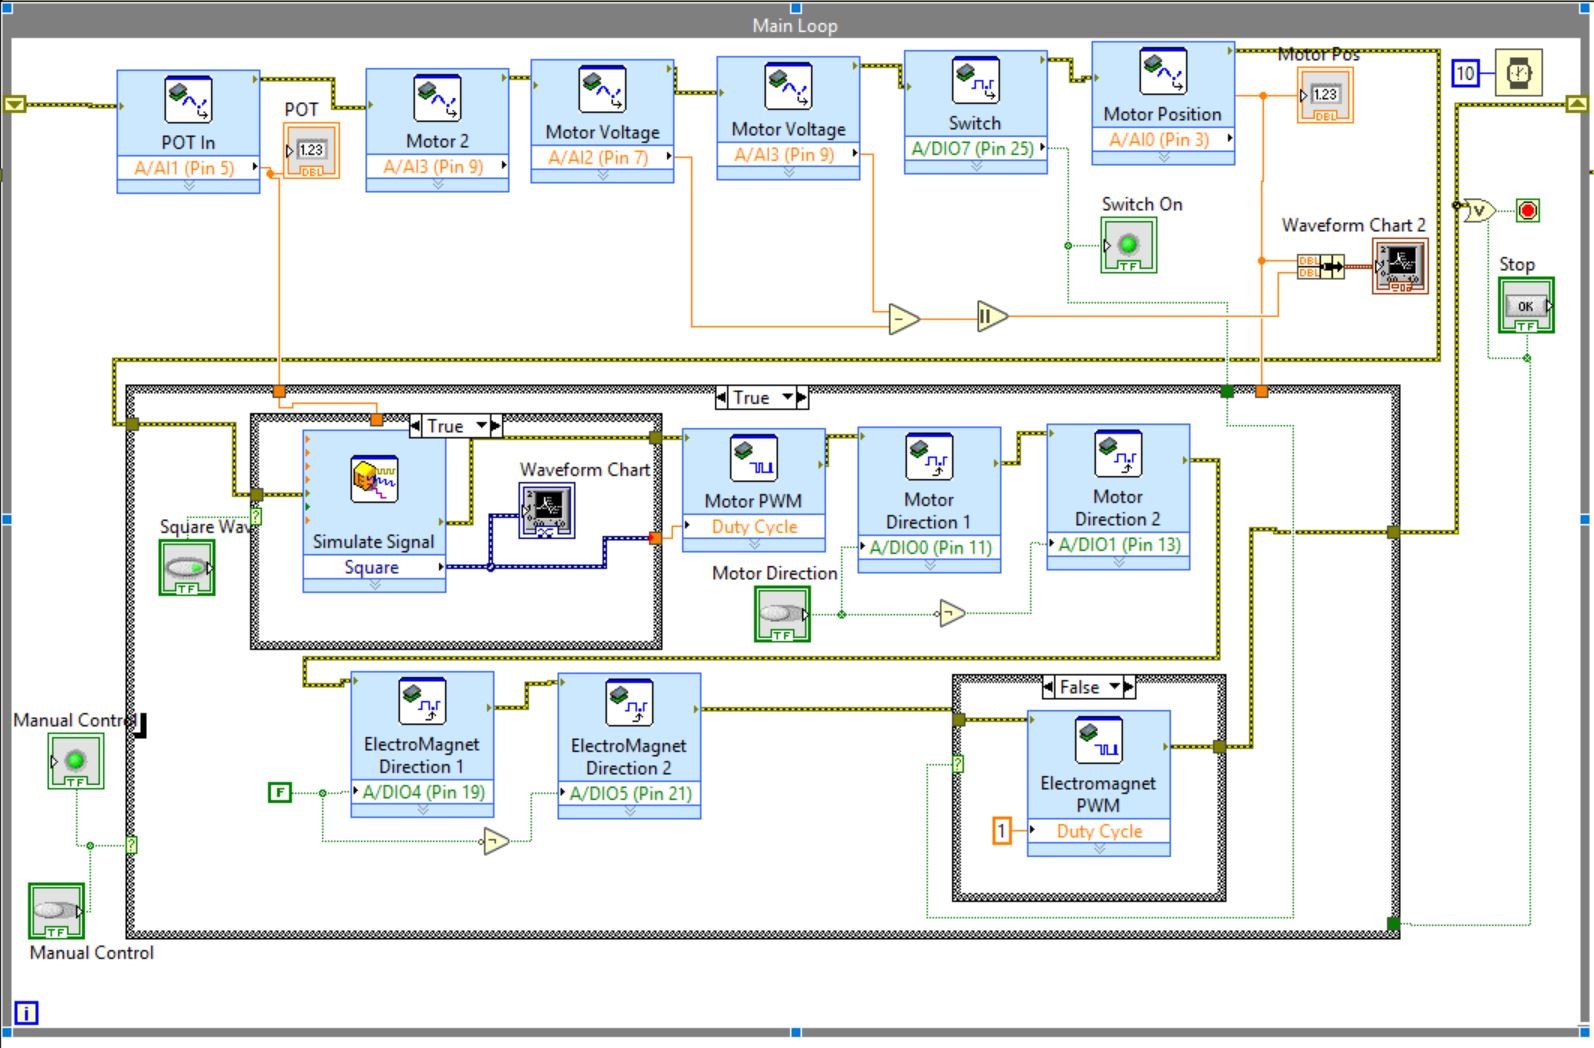 Main Loop
POT In
A/AI1 (Pin 5)
POT
1.23
DBL
Motor 2
A/AI3 (Pin 9)
Motor Voltage
A/AI2 (Pin 7)
Motor Voltage
A/AI3 (Pin 9)
Switch
A/DIO7 (Pin 25)
Motor Position
A/AI0 (Pin 3)
Motor Pos
1.23
DBL
10
Switch On
TF
Waveform Chart 2
DBL
DBL
V
Stop
OK
TF
True
True
Simulate Signal
Square
Waveform Chart
Square Wav
TF
?
Motor PWM
Duty Cycle
Motor
Direction 1
A/DIO0 (Pin 11)
Motor
Direction 2
A/DIO1 (Pin 13)
Motor Direction
TF
Manual Control
TF
?
TF
Manual Control
ElectroMagnet
Direction 1
A/DIO4 (Pin 19)
F
ElectroMagnet
Direction 2
A/DIO5 (Pin 21)
False
?
Electromagnet
PWM
1
Duty Cycle
i